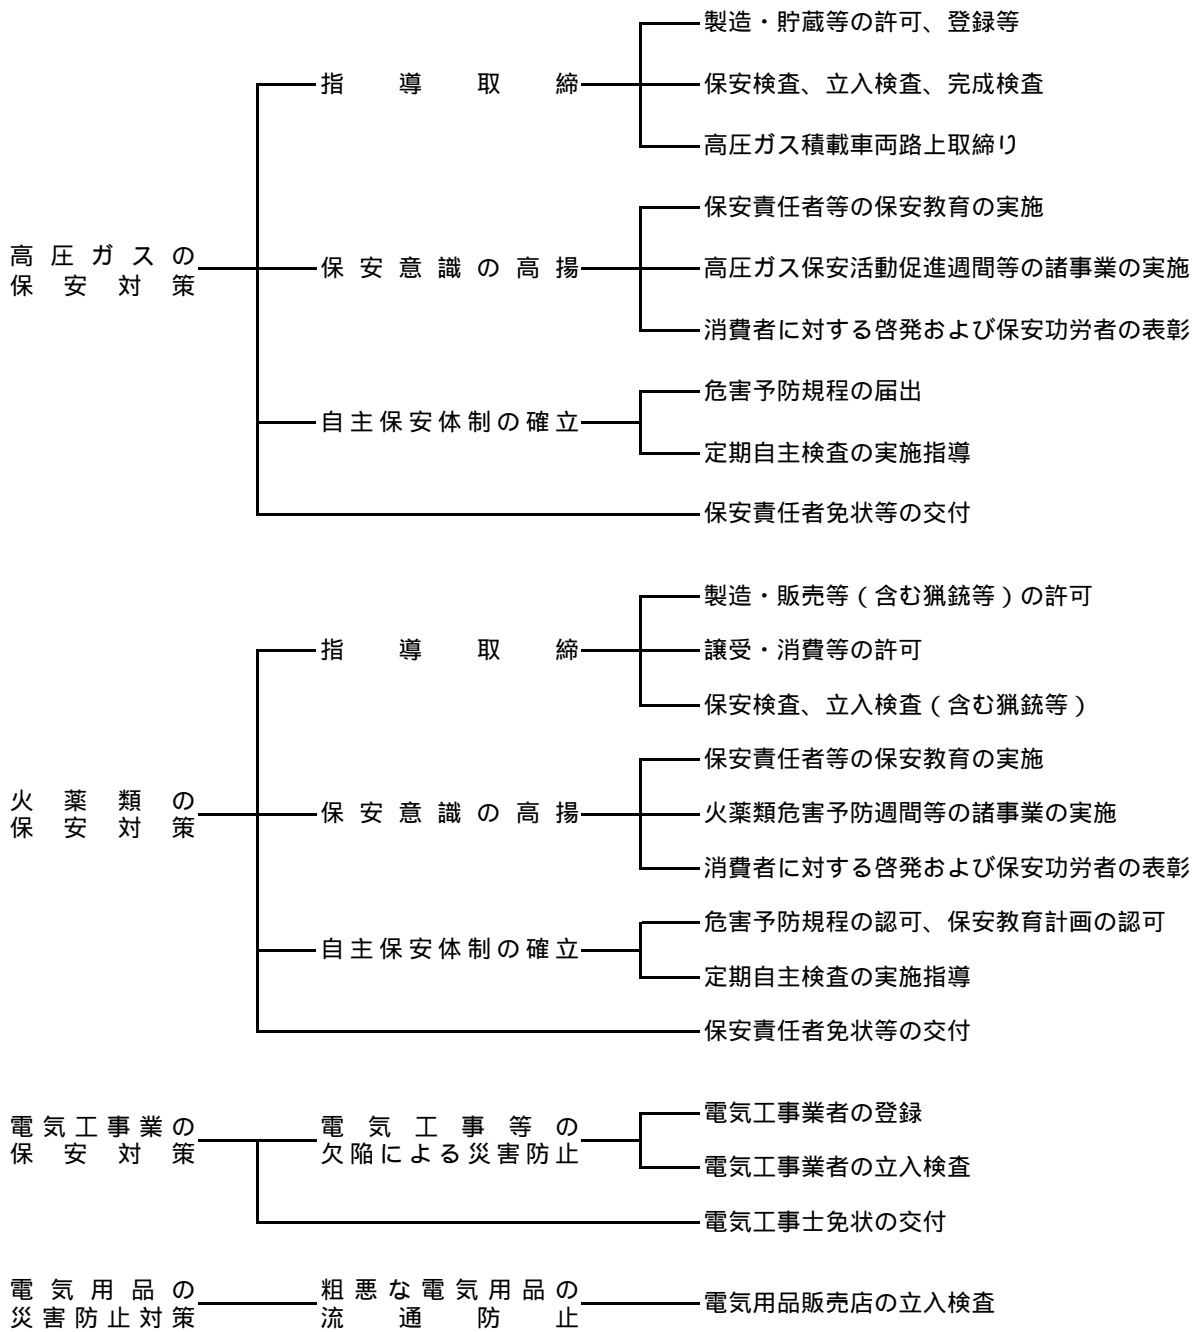 製造・貯蔵等の許可、登録等
指導取締
保安検査、立入検査、完成検査
高圧ガス積載車両路上取締り
保安責任者等の保安教育の実施
高圧ガスの
保安対策
保安意識の高揚
高圧ガス保安活動促進週間等の諸事業の実施
消費者に対する啓発および保安功労者の表彰
危害予防規程の届出
自主保安体制の確立
定期自主検査の実施指導
保安責任者免状等の交付
製造・販売等(含む猟銃等)の許可
指導取締
譲受・消費等の許可
保安検査、立入検査(含む猟銃等)
保安責任者等の保安教育の実施
火薬類の
保安対策
保安意識の高揚
火薬類危害予防週間等の諸事業の実施
消費者に対する啓発および保安功労者の表彰
危害予防規程の認可、保安教育計画の認可
自主保安体制の確立
定期自主検査の実施指導
保安責任者免状等の交付
電気工事業の
保安対策
電気工事等の
欠陥による災害防止
電気工事業者の登録
電気工事業者の立入検査
電気工事士免状の交付
電気用品の
災害防止対策
粗悪な電気用品の
流通防止
電気用品販売店の立入検査